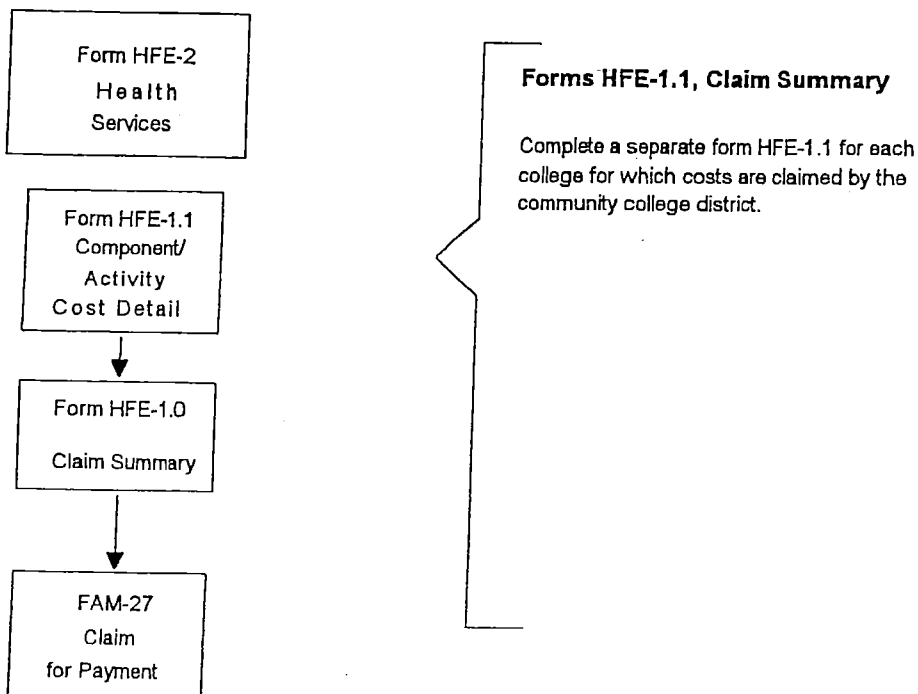 Form HFE-2
Health
Services
Form HFE-1.1
Component/
Activity
Cost Detail
Form HFE-1.0
Claim Summary
FAM-27
Claim
for Payment
Forms HFE-1.1, Claim Summary
Complete a separate form HFE-1.1 for each
college for which costs are claimed by the
community college district.